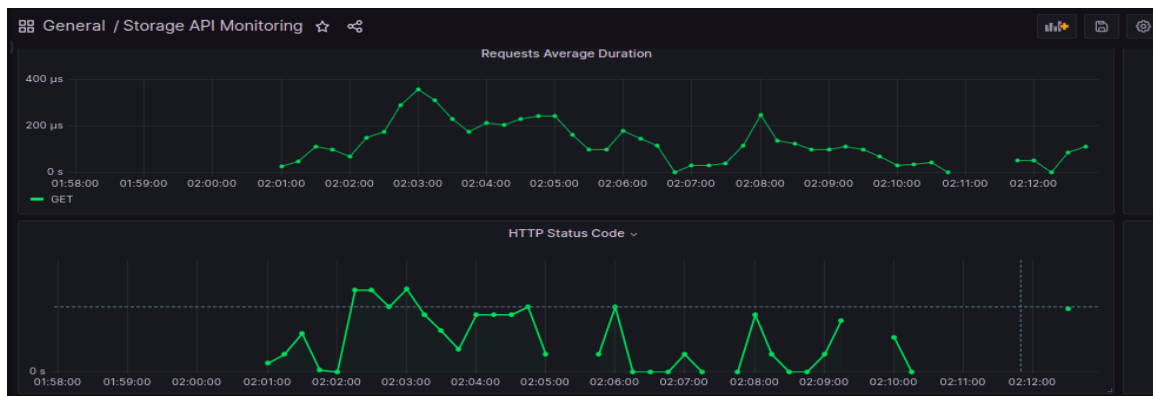 General / Storage API Monitoring
Requests Average Duration
400 µs
200 µs
0 s
01:58:00 01:59:00 02:00:00 02:01:00 02:02:00 02:03:00 02:04:00 02:05:00 02:06:00 02:07:00 02:08:00 02:09:00 02:10:00 02:11:00 02:12:00
GET
HTTP Status Code
0 s
01:58:00 01:59:00 02:00:00 02:01:00 02:02:00 02:03:00 02:04:00 02:05:00 02:06:00 02:07:00 02:08:00 02:09:00 02:10:00 02:11:00 02:12:00